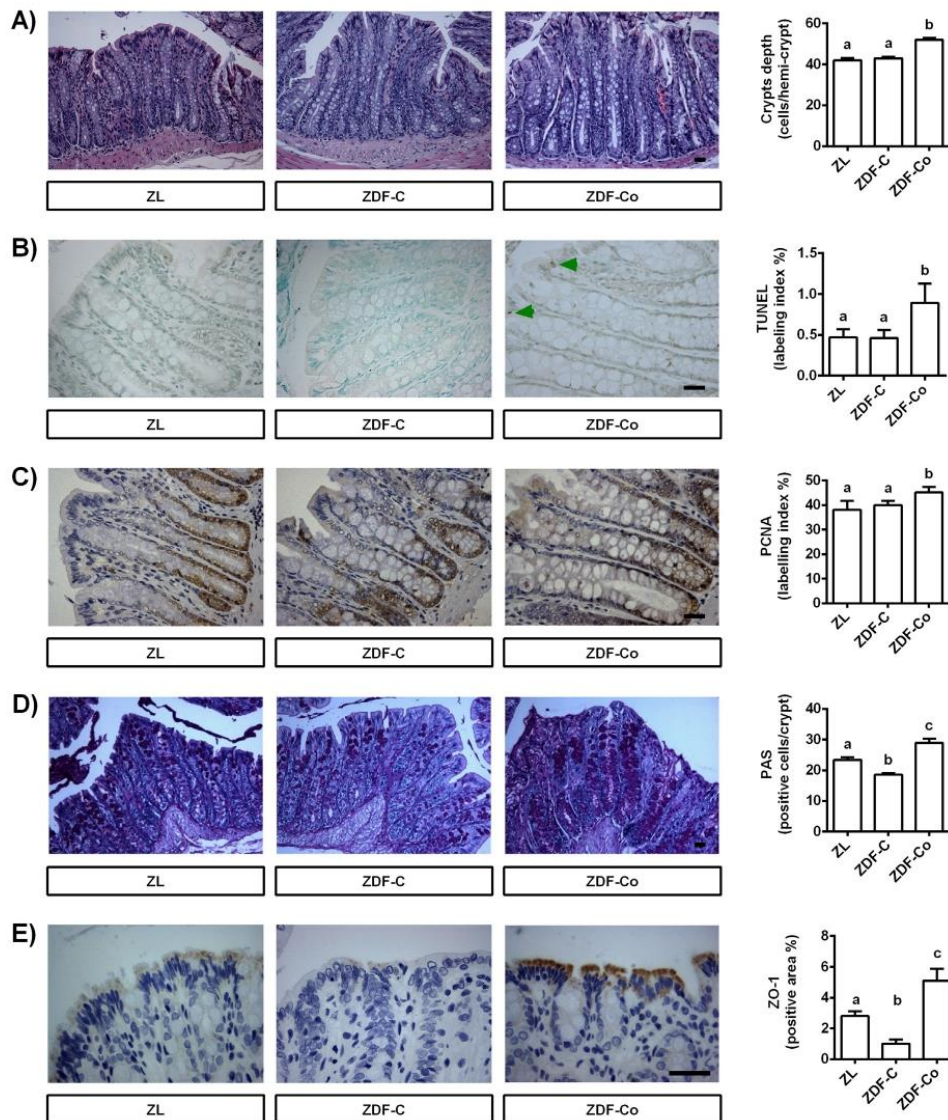 A)
ZL
ZDF-C
ZDF-Co
Crypts depth
(cells/hemi-crypt)
60
40
20
0
a
a
b
ZL
ZDF-C
ZDF-Co
B)
ZL
ZDF-C
ZDF-Co
TUNEL
(labeling index %)
1.5
1.0
0.5
0.0
a
a
b
ZL
ZDF-C
ZDF-Co
C)
ZL
ZDF-C
ZDF-Co
PCNA
(labelling index %)
50
40
30
20
10
0
a
a
b
ZL
ZDF-C
ZDF-Co
D)
ZL
ZDF-C
ZDF-Co
PAS
(positive cells/crypt)
40
30
20
10
0
a
b
c
ZL
ZDF-C
ZDF-Co
E)
ZL
ZDF-C
ZDF-Co
ZO-1
(positive area %)
8
6
4
2
0
a
b
c
ZL
ZDF-C
ZDF-Co